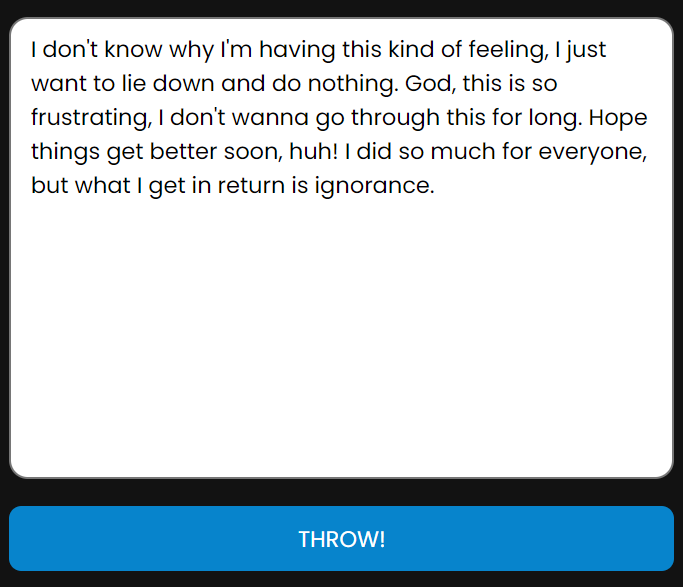 I don't know why I'm having this kind of feeling, I just
want to lie down and do nothing. God, this is so
frustrating, I don't wanna go through this for long. Hope
things get better soon, huh! I did so much for everyone,
but what I get in return is ignorance.
THROW!